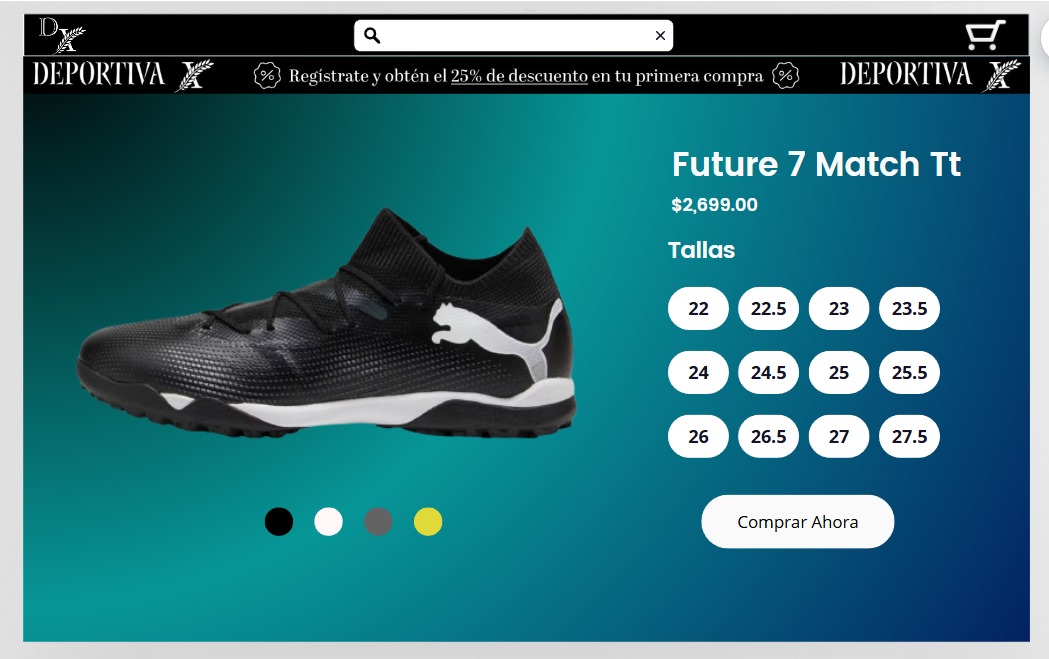 DX
DEPORTIVA X Regístrate y obtén el 25% de descuento en tu primera compra DEPORTIVA X
Future 7 Match Tt
$2,699.00
Tallas
22 22.5 23 23.5
24 24.5 25 25.5
26 26.5 27 27.5
Comprar Ahora